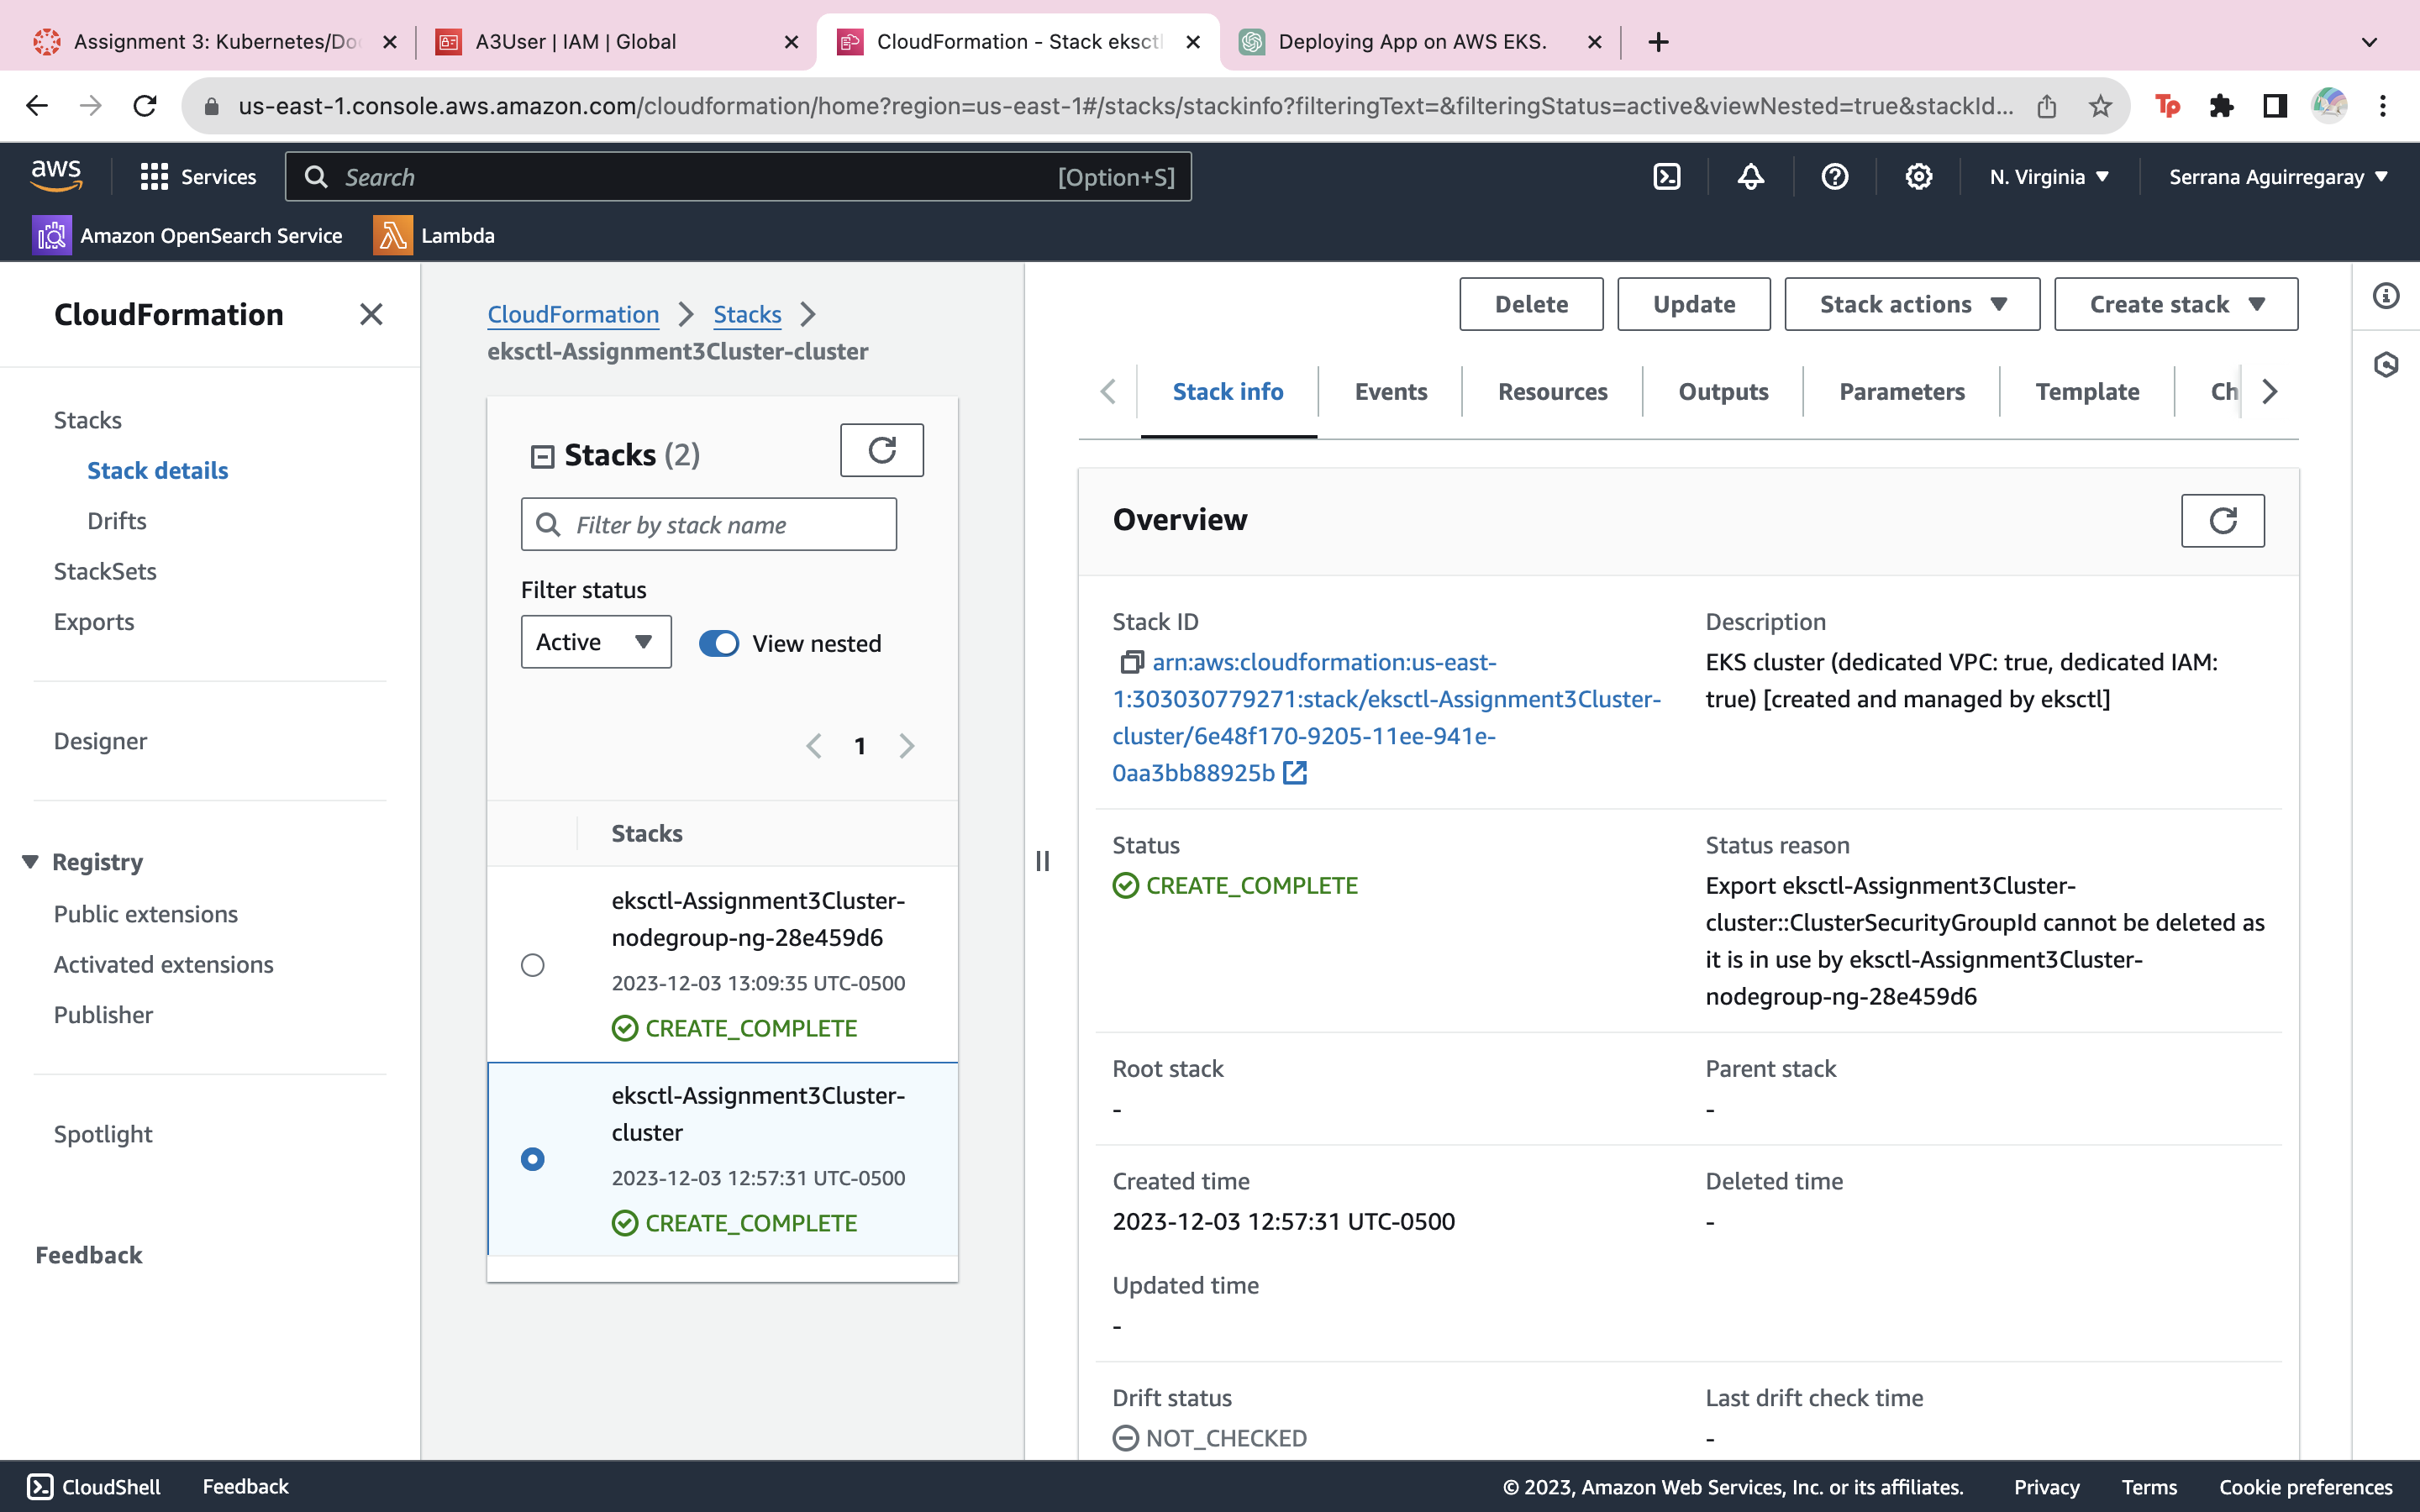 Assignment 3: Kubernetes/Do
A3User | IAM | Global
CloudFormation - Stack eksctl
Deploying App on AWS EKS.
us-east-1.console.aws.amazon.com/cloudformation/home?region=us-east-1#/stacks/stackinfo?filteringText=&filteringStatus=active&viewNested=true&stackId...
Tp
aws
Services
Search
[Option+S]
N. Virginia
Serrana Aguirregaray
Amazon OpenSearch Service
Lambda
CloudFormation
Stacks
Stack details
Drifts
StackSets
Exports
Designer
Registry
Public extensions
Activated extensions
Publisher
Spotlight
Feedback
CloudFormation
Stacks
eksctl-Assignment3Cluster-cluster
Stacks (2)
Filter by stack name
Filter status
Active
View nested
1
Stacks
eksctl-Assignment3Cluster-
nodegroup-ng-28e459d6
2023-12-03 13:09:35 UTC-0500
CREATE_COMPLETE
eksctl-Assignment3Cluster-
cluster
2023-12-03 12:57:31 UTC-0500
CREATE_COMPLETE
Delete
Update
Stack actions
Create stack
Stack info
Events
Resources
Outputs
Parameters
Template
Ch
Overview
Stack ID
arn:aws:cloudformation:us-east-
1:303030779271:stack/eksctl-Assignment3Cluster-
cluster/6e48f170-9205-11ee-941e-
0aa3bb88925b
Description
EKS cluster (dedicated VPC: true, dedicated IAM:
true) [created and managed by eksctl]
Status
CREATE_COMPLETE
Status reason
Export eksctl-Assignment3Cluster-
cluster::ClusterSecurityGroupId cannot be deleted as
it is in use by eksctl-Assignment3Cluster-
nodegroup-ng-28e459d6
Root stack
-
Parent stack
-
Created time
2023-12-03 12:57:31 UTC-0500
Deleted time
-
Updated time
-
Drift status
NOT_CHECKED
Last drift check time
-
CloudShell
Feedback
© 2023, Amazon Web Services, Inc. or its affiliates.
Privacy
Terms
Cookie preferences